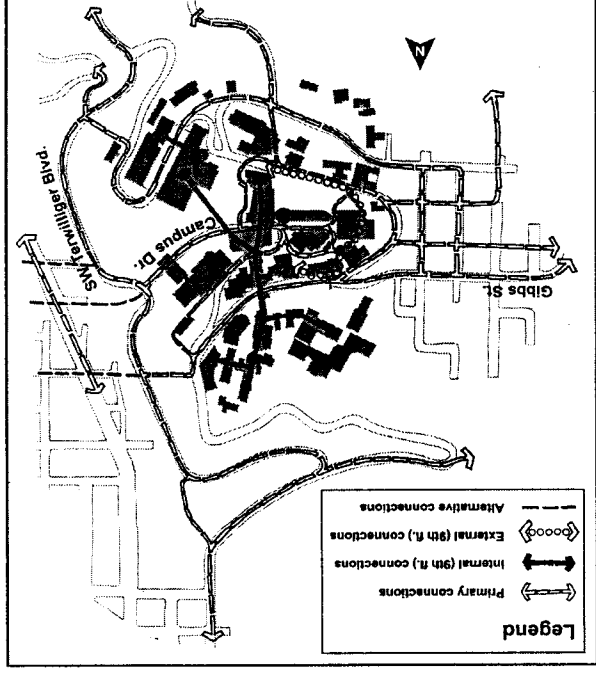 Legend
Primary connections
Internal (9th fl.) connections
External (9th fl.) connections
Alternative connections
Gibbs St.
Campus Dr.
SW Terwilliger Blvd.
N